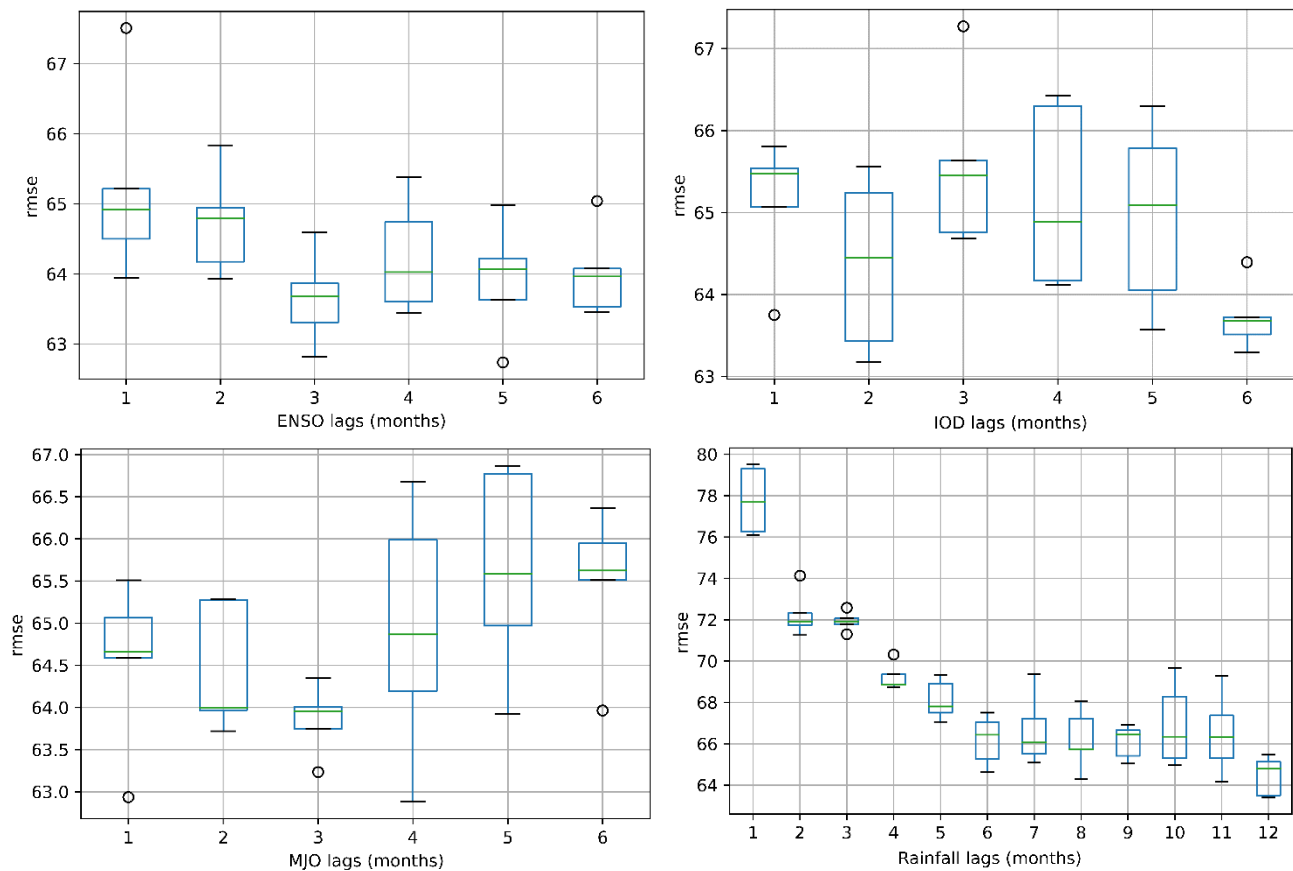 67
66
65
64
63
rmse
1 2 3 4 5 6
ENSO lags (months)
67
66
65
64
63
rmse
1 2 3 4 5 6
IOD lags (months)
67.0
66.5
66.0
65.5
65.0
64.5
64.0
63.5
63.0
rmse
1 2 3 4 5 6
MJO lags (months)
80
78
76
74
72
70
68
66
64
rmse
1 2 3 4 5 6 7 8 9 10 11 12
Rainfall lags (months)